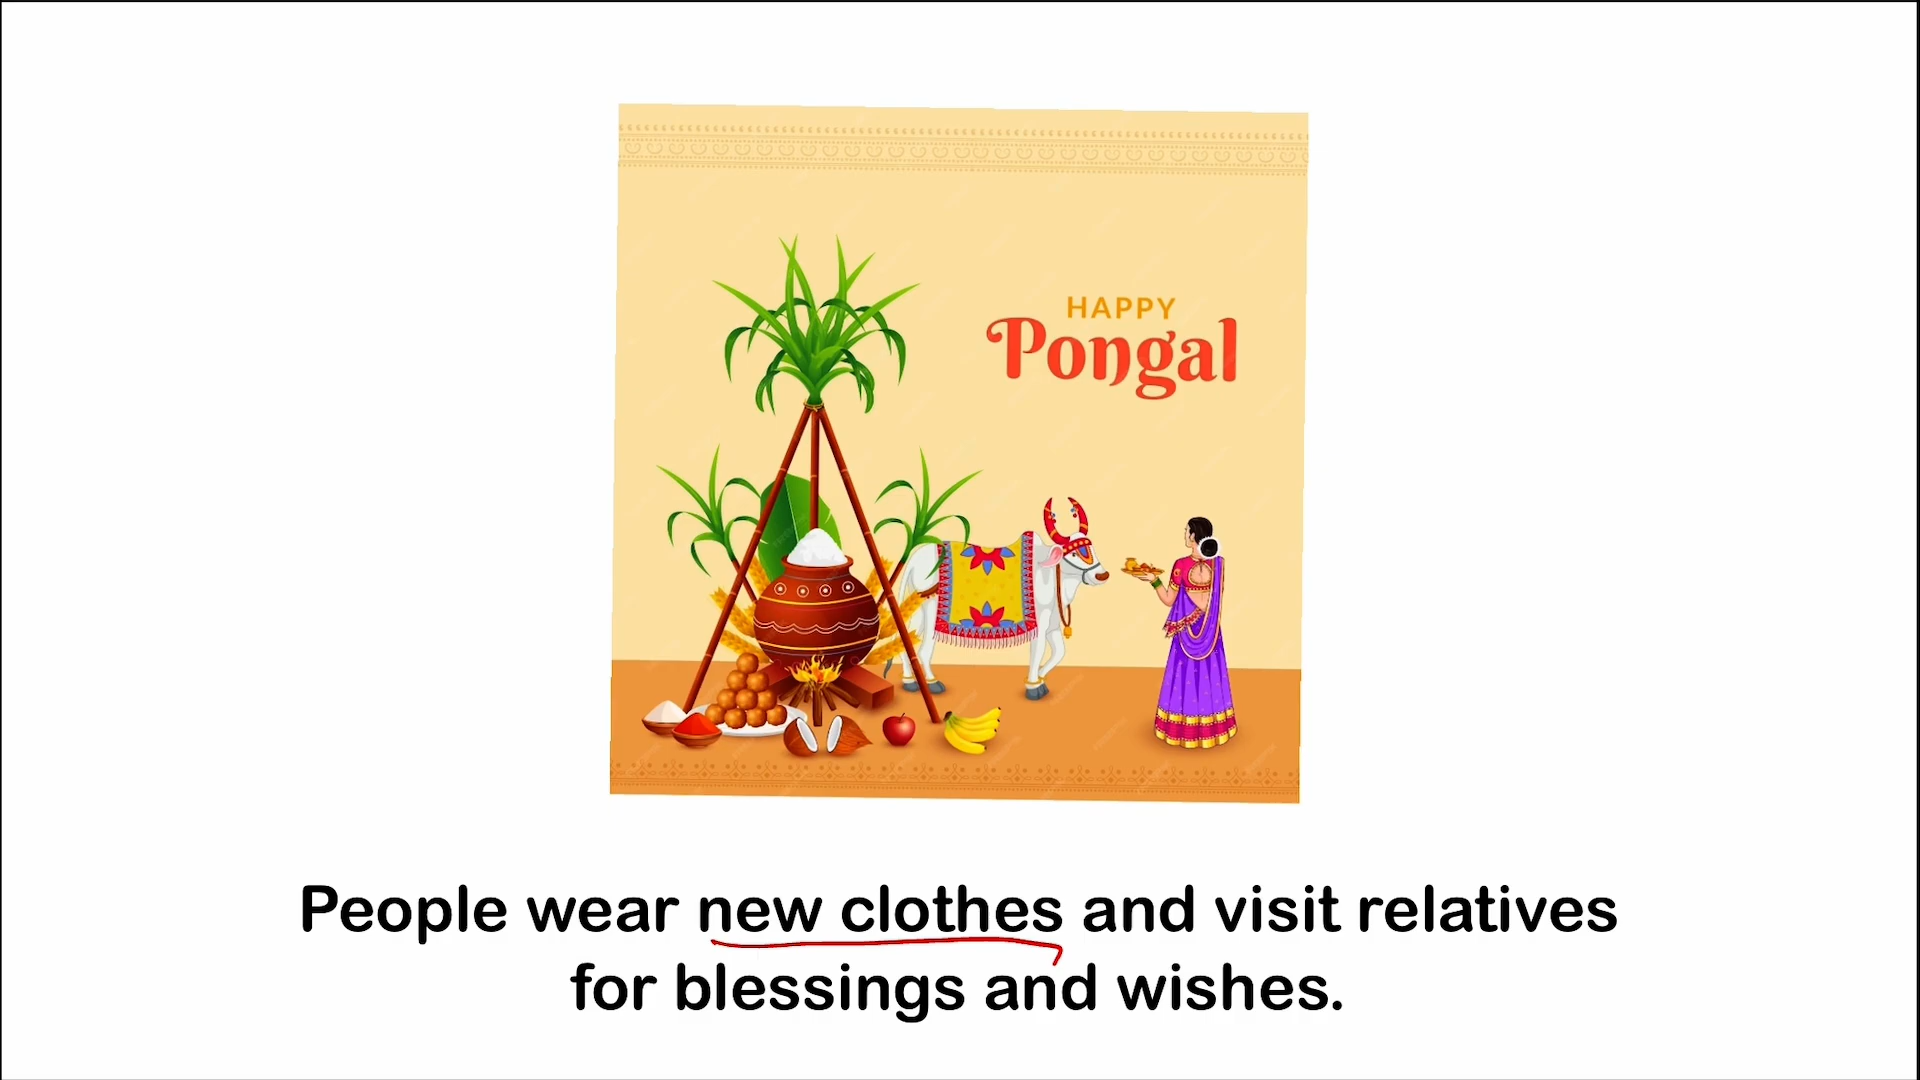 HAPPY
Pongal
People wear new clothes and visit relatives
for blessings and wishes.